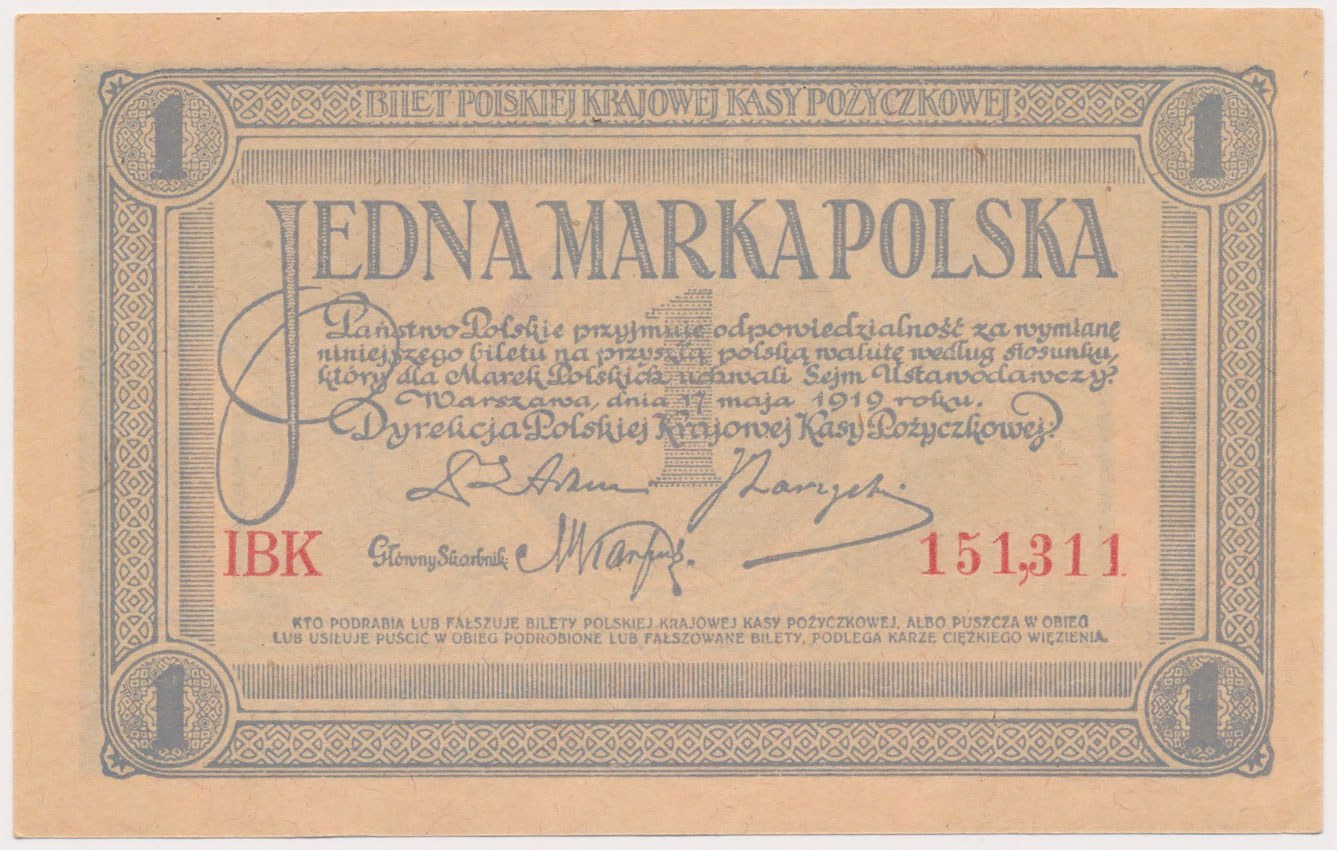 1 BILET POLSKIEJ KRAJOWEJ KASY POŻYCZKOWEJ 1
JEDNA MARKA POLSKA
1
Państwo Polskie przyjmuje odpowiedzialność za wymianę
niniejszego biletu na przyszłą polską walutę według stosunku,
który dla Marek Polskich uchwali Sejm Ustawodawczy.
Warszawa, dnia 17 maja 1919 roku.
Dyrekcja Polskiej Krajowej Kasy Pożyczkowej
IBK Główny Skarbnik: 151,311
KTO PODRABIA LUB FAŁSZUJE BILETY POLSKIEJ KRAJOWEJ KASY POŻYCZKOWEJ, ALBO PUSZCZA W OBIEG
LUB USIŁUJE PUŚCIĆ W OBIEG PODROBIONE LUB FAŁSZOWANE BILETY, PODLEGA KARZE CIĘŻKIEGO WIĘZIENIA.
1 1